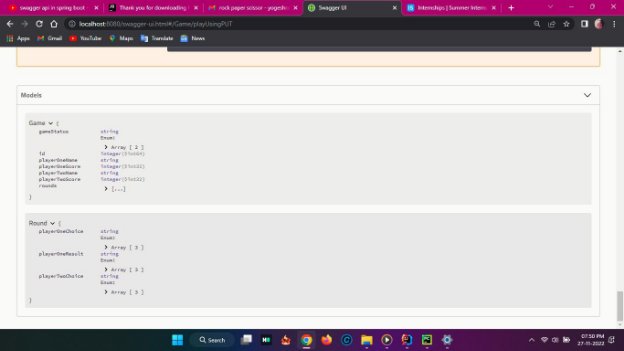 swagger api in spring boot
Thank you for downloading
rock paper scissor - yogeshw
Swagger UI
Internships | Summer Intern
localhost:8080/swagger-ui.html#/Game/playUsingPUT
Apps
Gmail
YouTube
Maps
Translate
News
Models
Game {
gameStatus string
Enum:
Array [ 2 ]
id integer($int64)
playerOneName string
playerOneScore integer($int32)
playerTwoName string
playerTwoScore integer($int32)
rounds [...]
}
Round {
playerOneChoice string
Enum:
Array [ 3 ]
playerOneResult string
Enum:
Array [ 3 ]
playerTwoChoice string
Enum:
Array [ 3 ]
}
Search
07:50 PM
27-11-2022